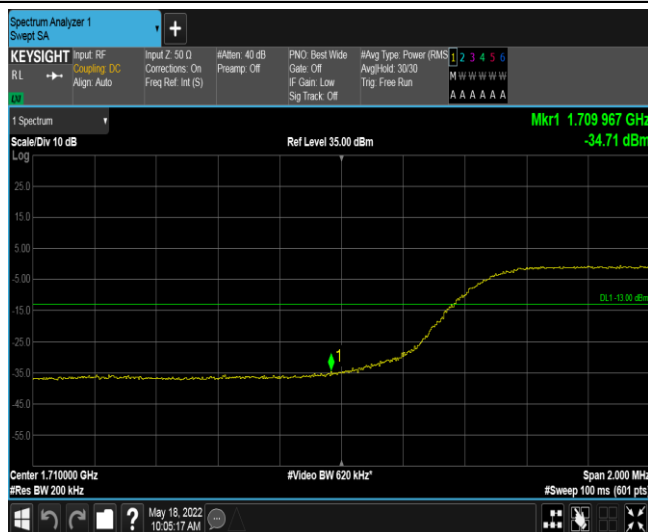 Spectrum Analyzer 1
Swept SA
+
KEYSIGHT Input: RF Input Z: 50 Ω #Atten: 40 dB PNO: Best Wide #Avg Type: Power (RMS 1 2 3 4 5 6
RL Coupling: DC Corrections: On Preamp: Off Gate: Off Avg|Hold: 30/30 M W W W W W
Align: Auto Freq Ref: Int (S) IF Gain: Low Trig: Free Run
LXI Sig Track: Off A A A A A A
1 Spectrum Mkr1 1.709 967 GHz
Scale/Div 10 dB Ref Level 35.00 dBm -34.71 dBm
Log
25.0
15.0
5.00
-5.00
DL1 -13.00 dBm
-15.0
-25.0
1
-35.0
-45.0
-55.0
Center 1.710000 GHz #Video BW 620 kHz* Span 2.000 MHz
#Res BW 200 kHz #Sweep 100 ms (601 pts)
? May 18, 2022
10:05:17 AM